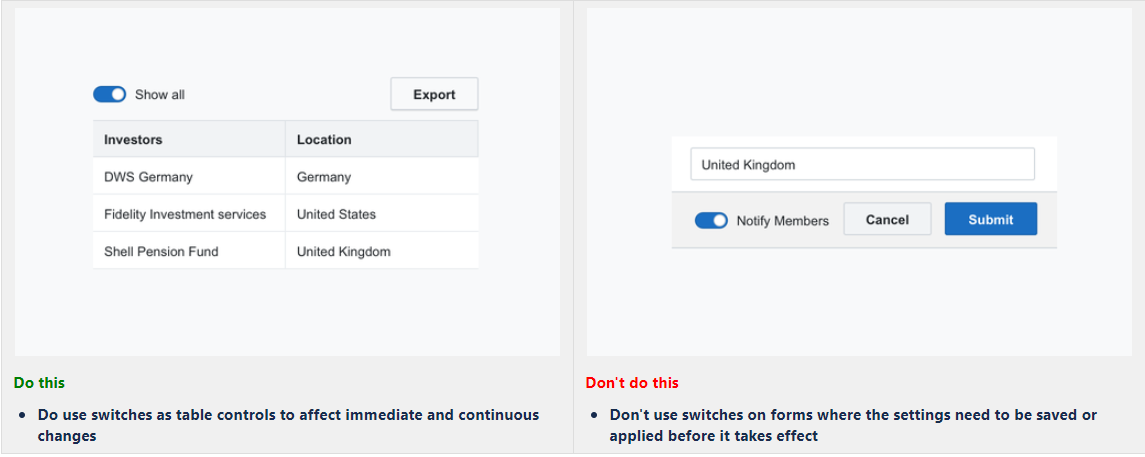 Show all
Export
Investors
Location
DWS Germany
Germany
Fidelity Investment services
United States
Shell Pension Fund
United Kingdom
Do this
Do use switches as table controls to affect immediate and continuous
changes
United Kingdom
Notify Members
Cancel
Submit
Don't do this
Don't use switches on forms where the settings need to be saved or
applied before it takes effect